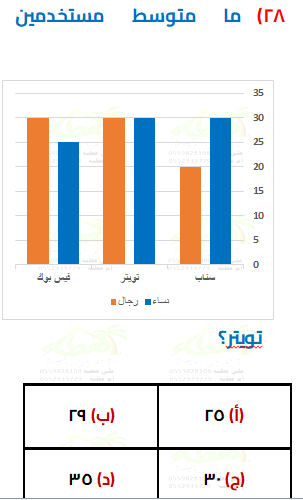 ٢٨) ما متوسط مستخدمين
35
30
25
20
15
10
5
0
سناب
تويتر
فيس بوك
نساء
رجال
تويتر؟
(أ) ٢٥
(ب) ٢٩
(ج) ٣٠
(د) ٣٥